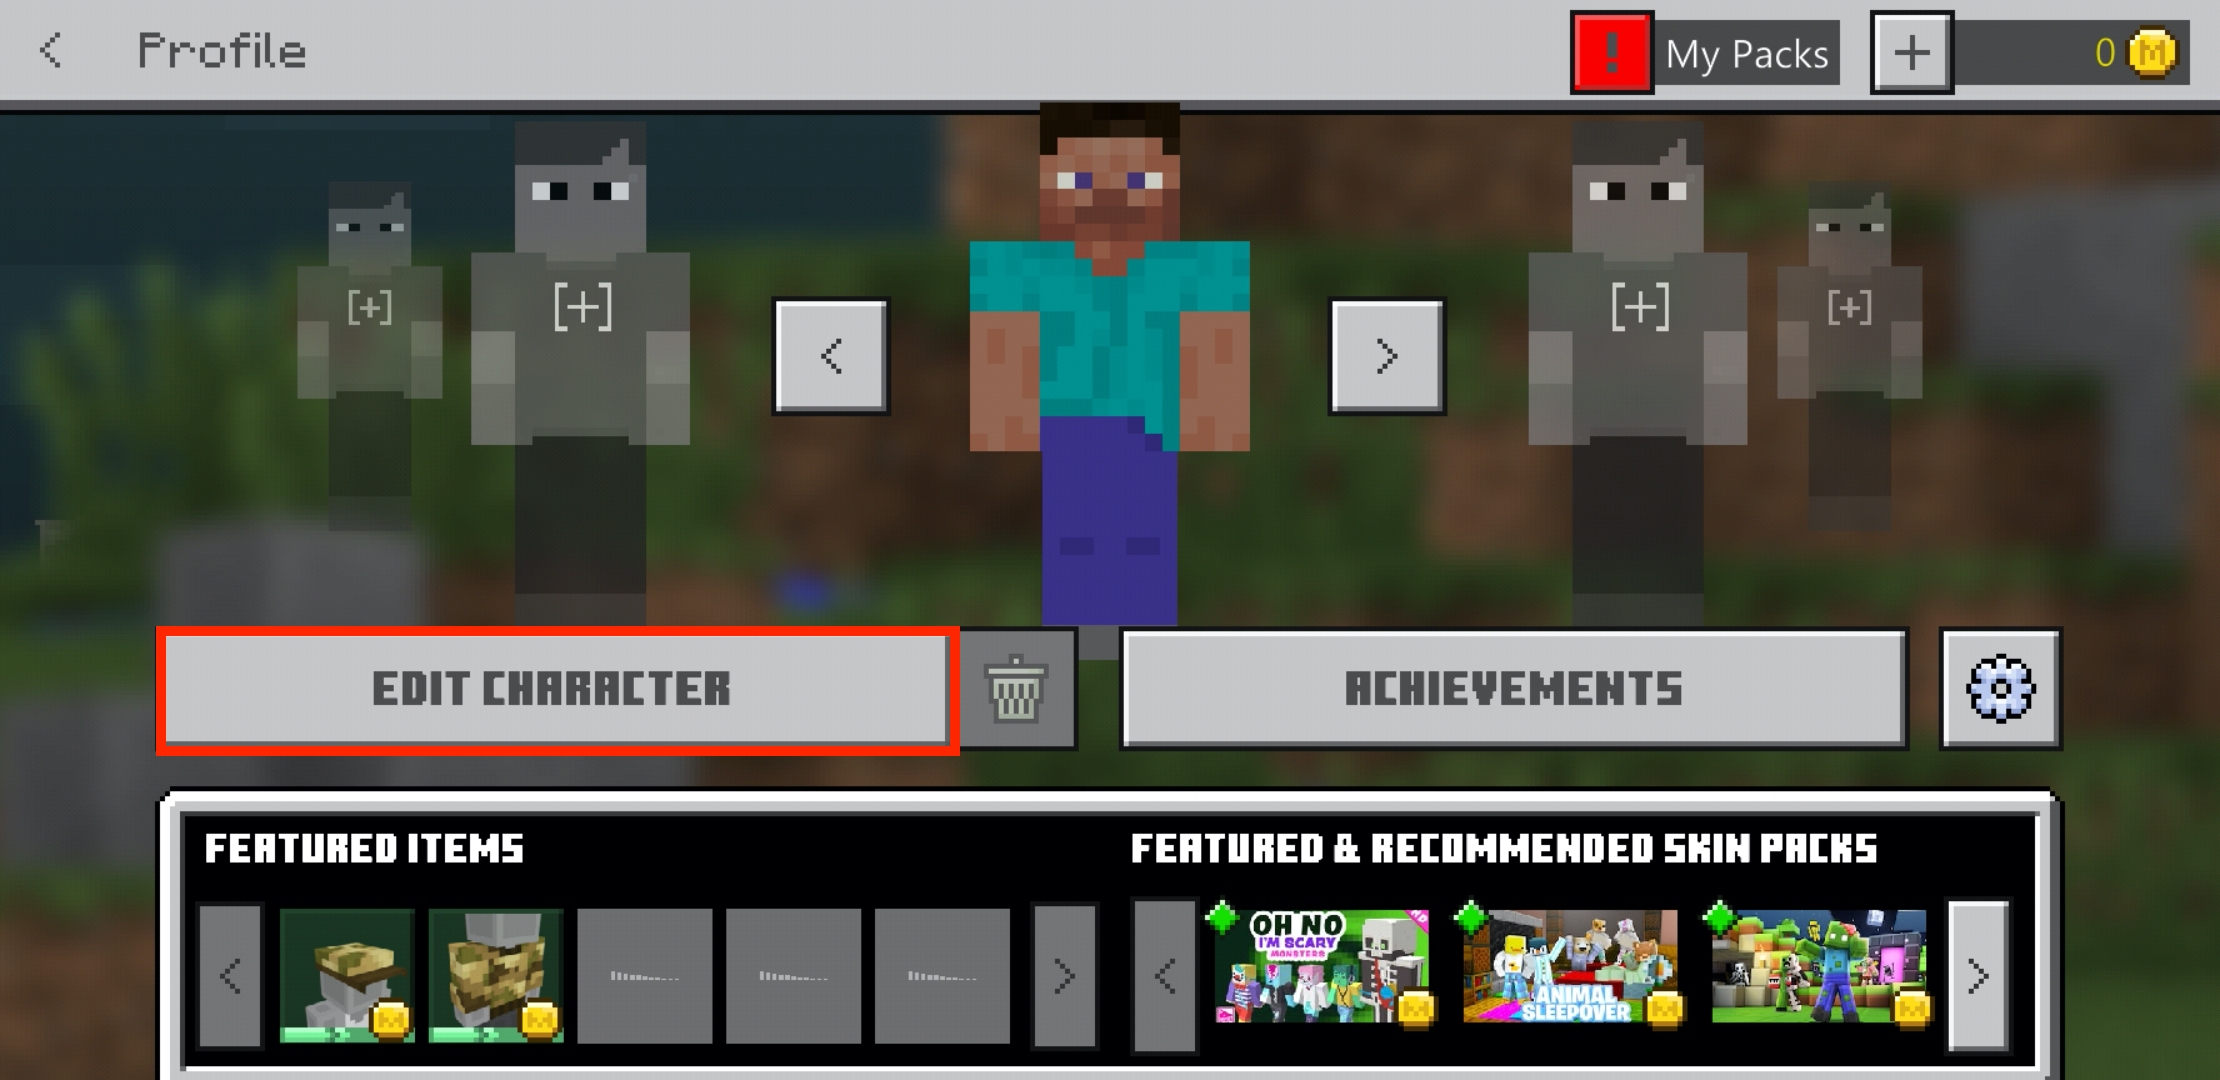 Profile
! My Packs
0
[+] [+] [+] [+]
EDIT CHARACTER
ACHIEVEMENTS
FEATURED ITEMS
FEATURED & RECOMMENDED SKIN PACKS
OH NO
I'M SCARY
MONSTERS
HD
ANIMAL
SLEEPOVER